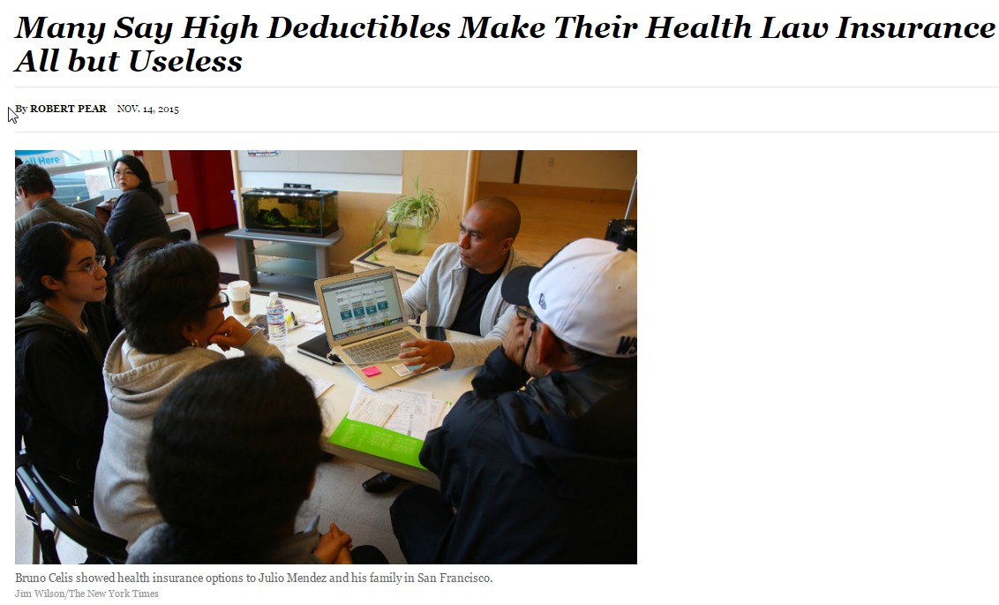 Many Say High Deductibles Make Their Health Law Insurance
All but Useless
By ROBERT PEAR NOV. 14, 2015
Bruno Celis showed health insurance options to Julio Mendez and his family in San Francisco.
Jim Wilson/The New York Times